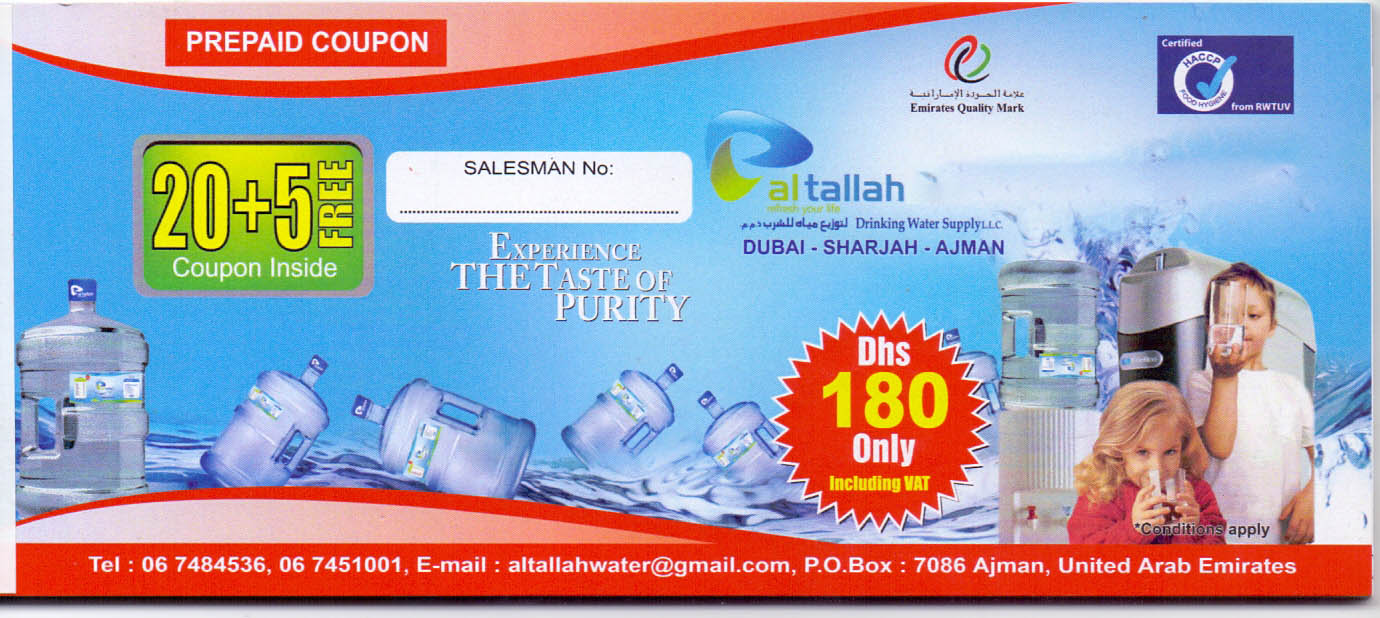 PREPAID COUPON
علامة الجودة الإماراتية
Emirates Quality Mark
Certified
HACCP
FOOD HYGIENE
from RWTUV
20+5 FREE
Coupon Inside
SALESMAN No:
al tallah
refresh your life
لتوزيع مياه للشرب ذ.م.م. Drinking Water Supply L.L.C.
DUBAI - SHARJAH - AJMAN
EXPERIENCE
THE TASTE OF
PURITY
Dhs
180
Only
Including VAT
*Conditions apply
Tel : 06 7484536, 06 7451001, E-mail : altallahwater@gmail.com, P.O.Box : 7086 Ajman, United Arab Emirates